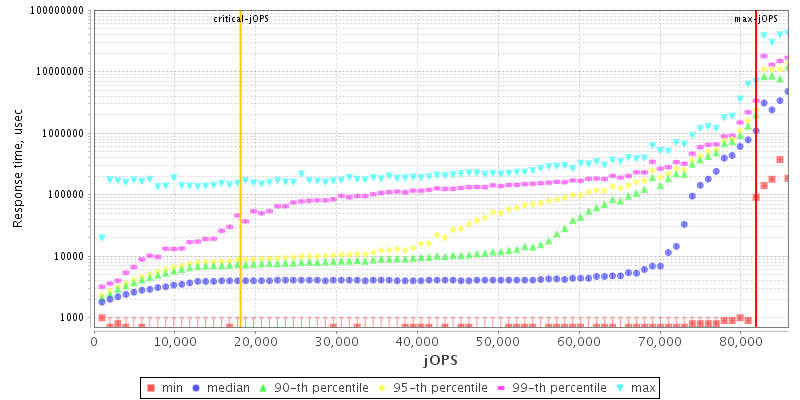 critical-jOPS max-jOPS
100000000
10000000
1000000
100000
10000
1000
Response time, usec
0 10,000 20,000 30,000 40,000 50,000 60,000 70,000 80,000
jOPS
min median 90-th percentile 95-th percentile 99-th percentile max